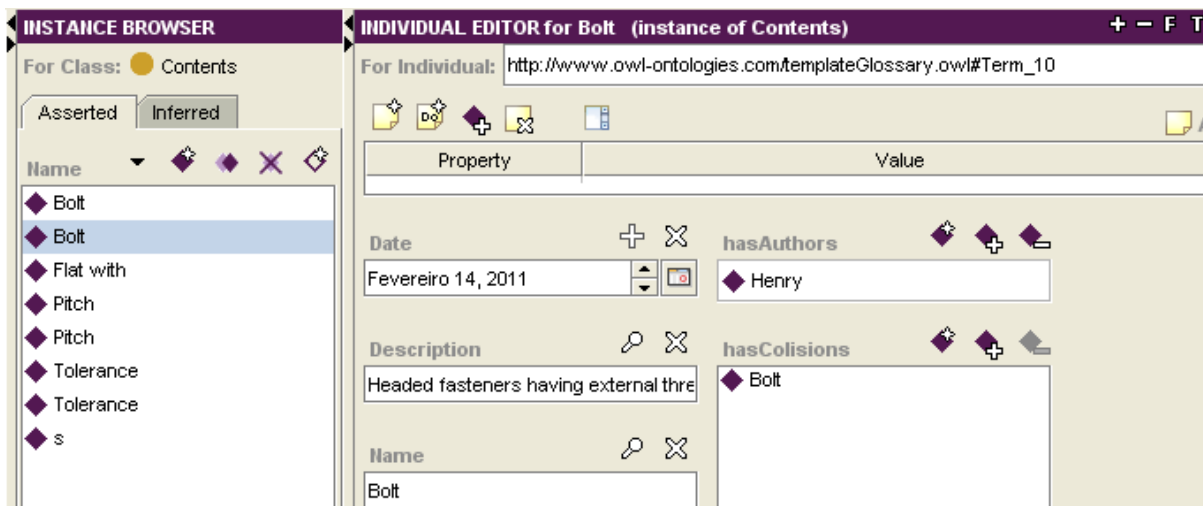 INSTANCE BROWSER
For Class: Contents
Asserted Inferred
Name
Bolt
Bolt
Flat with
Pitch
Pitch
Tolerance
Tolerance
s
INDIVIDUAL EDITOR for Bolt (instance of Contents) + − F T
For Individual: http://www.owl-ontologies.com/templateGlossary.owl#Term_10
Property Value
Date
Fevereiro 14, 2011
hasAuthors
Henry
Description
Headed fasteners having external thre
hasColisions
Bolt
Name
Bolt